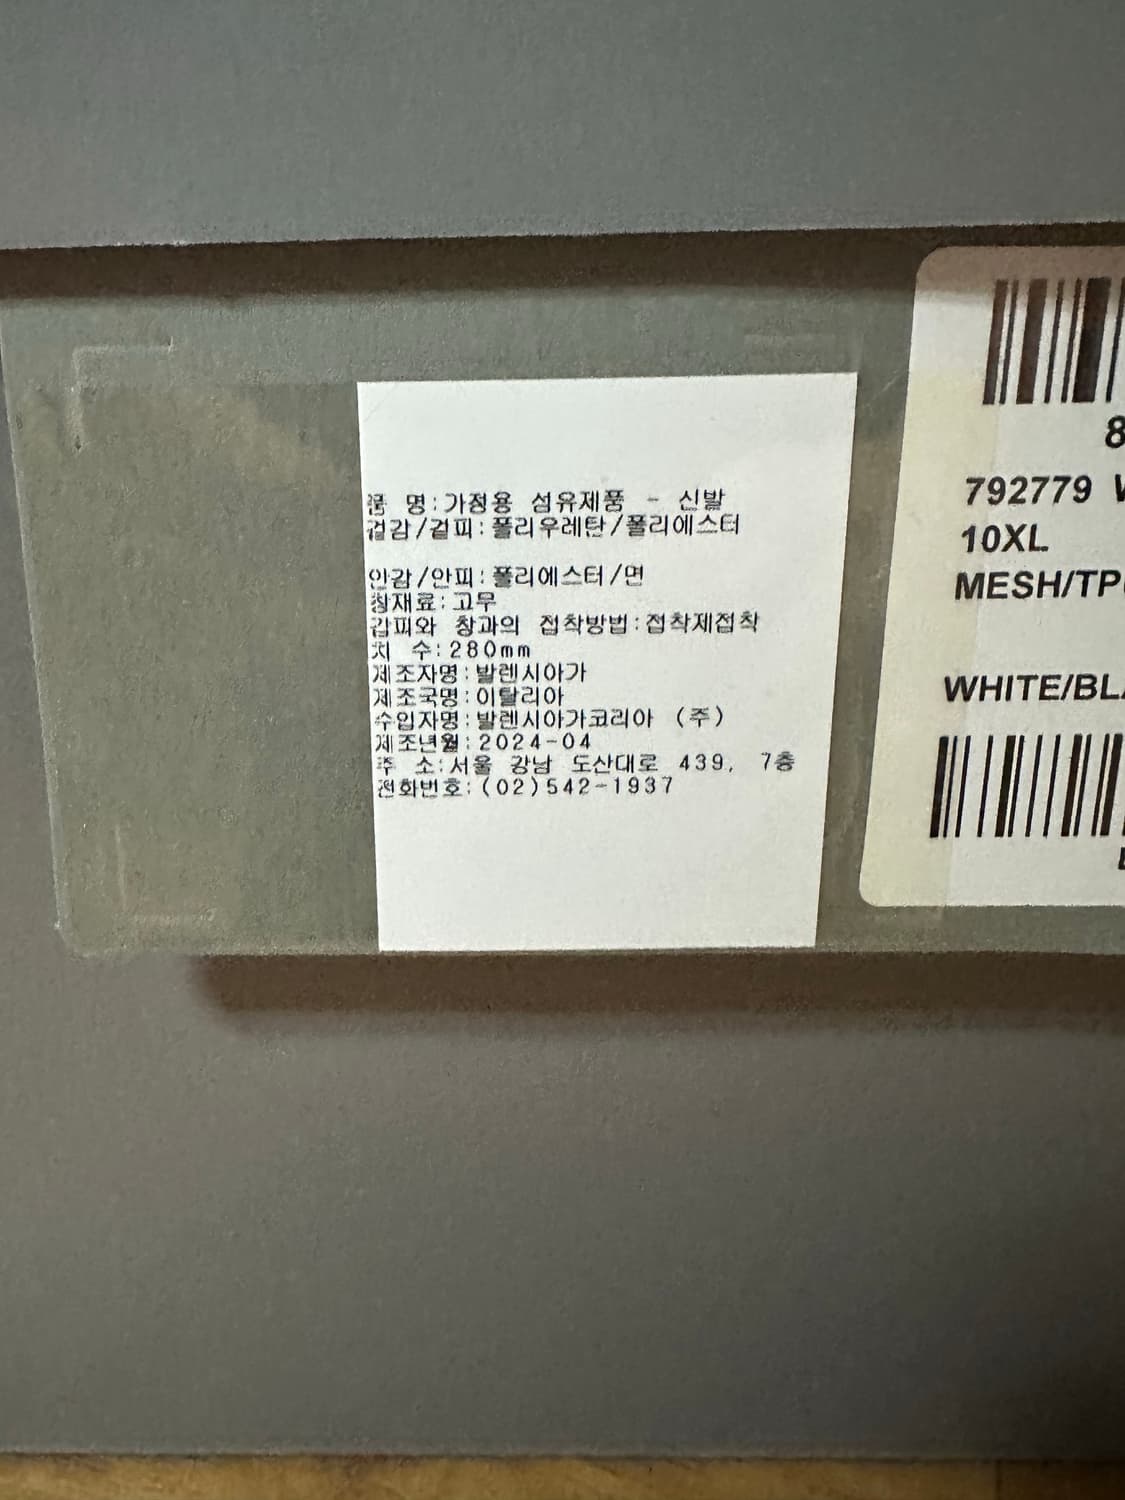 품 명:가정용 섬유제품 - 신발
겉감/겉피:폴리우레탄/폴리에스터
안감/안피:폴리에스터/면
창재료:고무
갑피와 창과의 접착방법:접착제접착
치 수:280mm
제조자명:발렌시아가
제조국명:이탈리아
수입자명:발렌시아가코리아 (주)
제조년월:2024-04
주 소:서울 강남 도산대로 439, 7층
전화번호:(02)542-1937
8
792779
10XL
MESH/TP
WHITE/BL